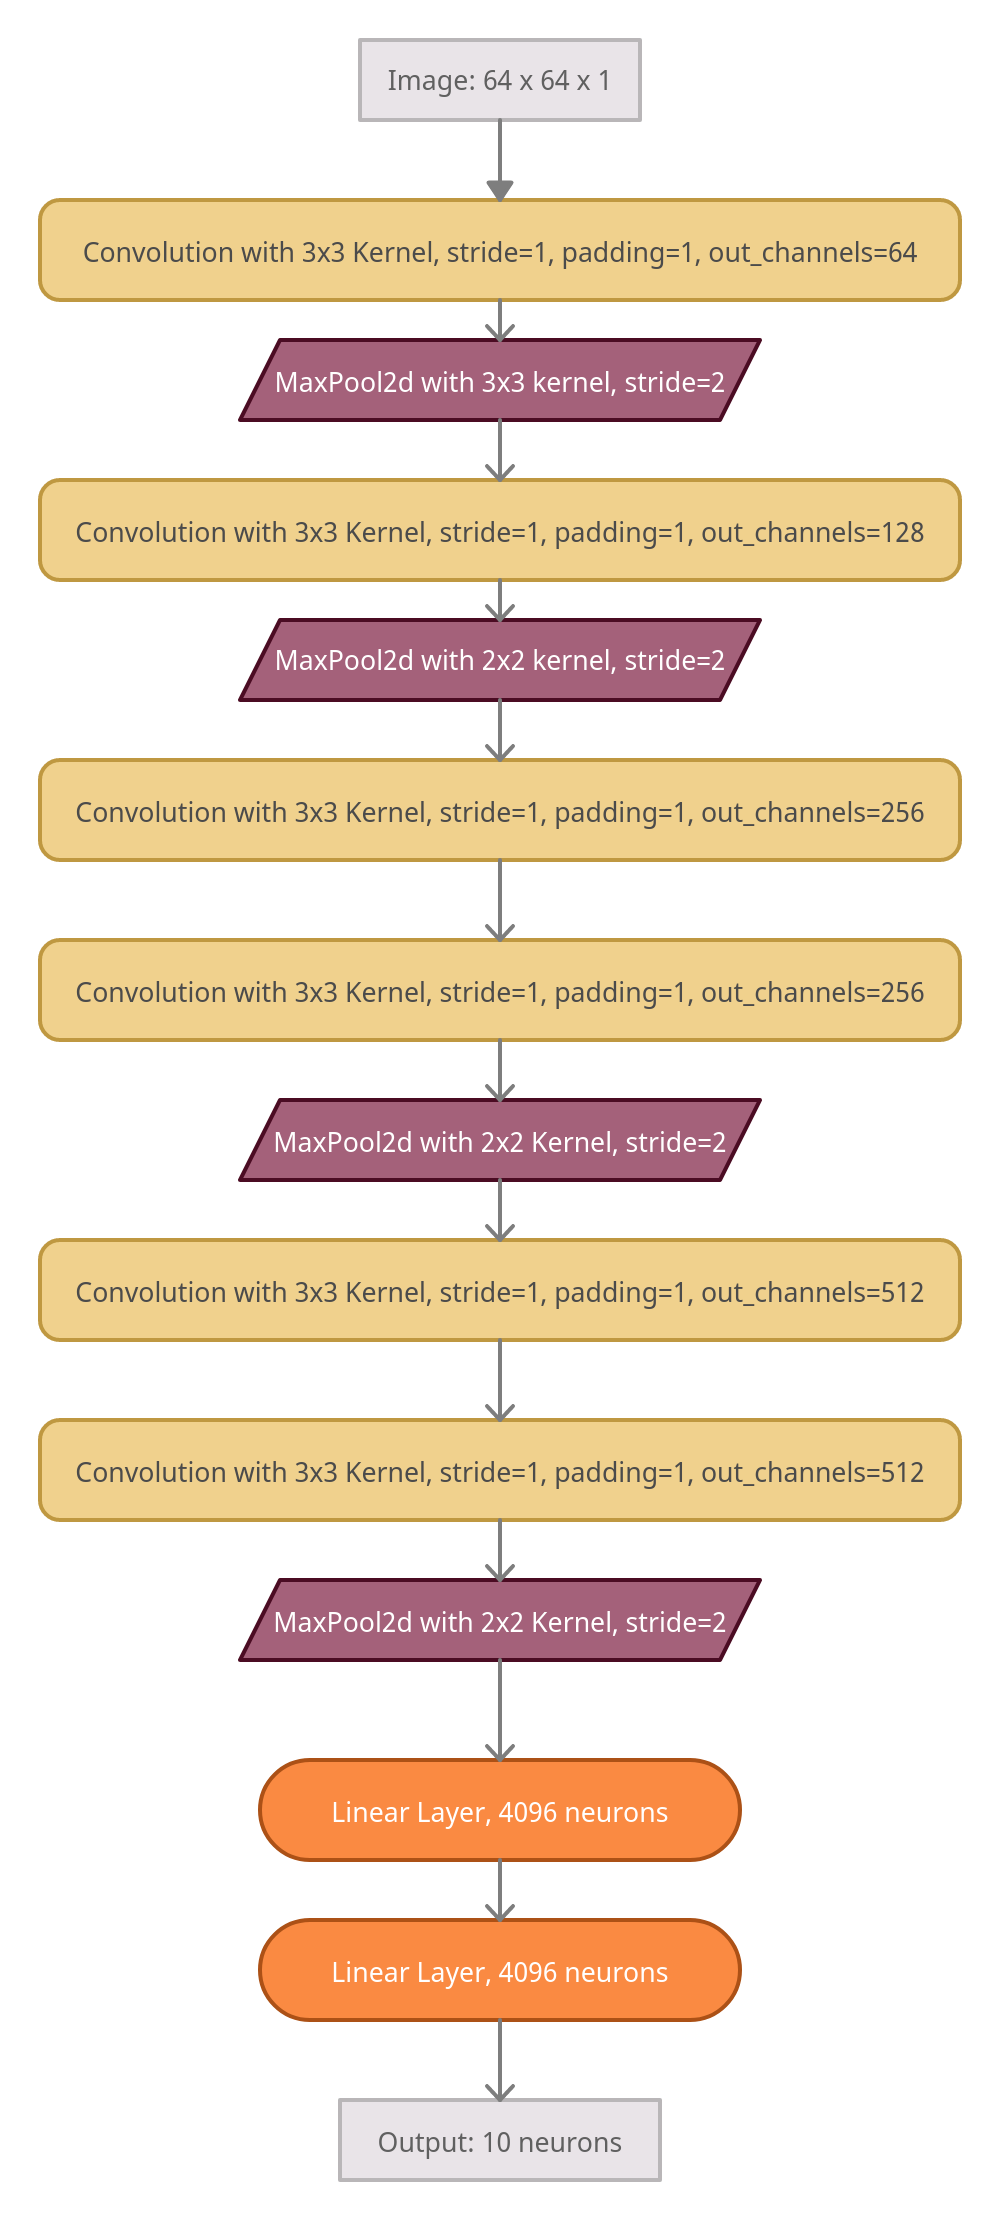 Image: 64 x 64 x 1
Convolution with 3x3 Kernel, stride=1, padding=1, out_channels=64
MaxPool2d with 3x3 kernel, stride=2
Convolution with 3x3 Kernel, stride=1, padding=1, out_channels=128
MaxPool2d with 2x2 kernel, stride=2
Convolution with 3x3 Kernel, stride=1, padding=1, out_channels=256
Convolution with 3x3 Kernel, stride=1, padding=1, out_channels=256
MaxPool2d with 2x2 Kernel, stride=2
Convolution with 3x3 Kernel, stride=1, padding=1, out_channels=512
Convolution with 3x3 Kernel, stride=1, padding=1, out_channels=512
MaxPool2d with 2x2 Kernel, stride=2
Linear Layer, 4096 neurons
Linear Layer, 4096 neurons
Output: 10 neurons